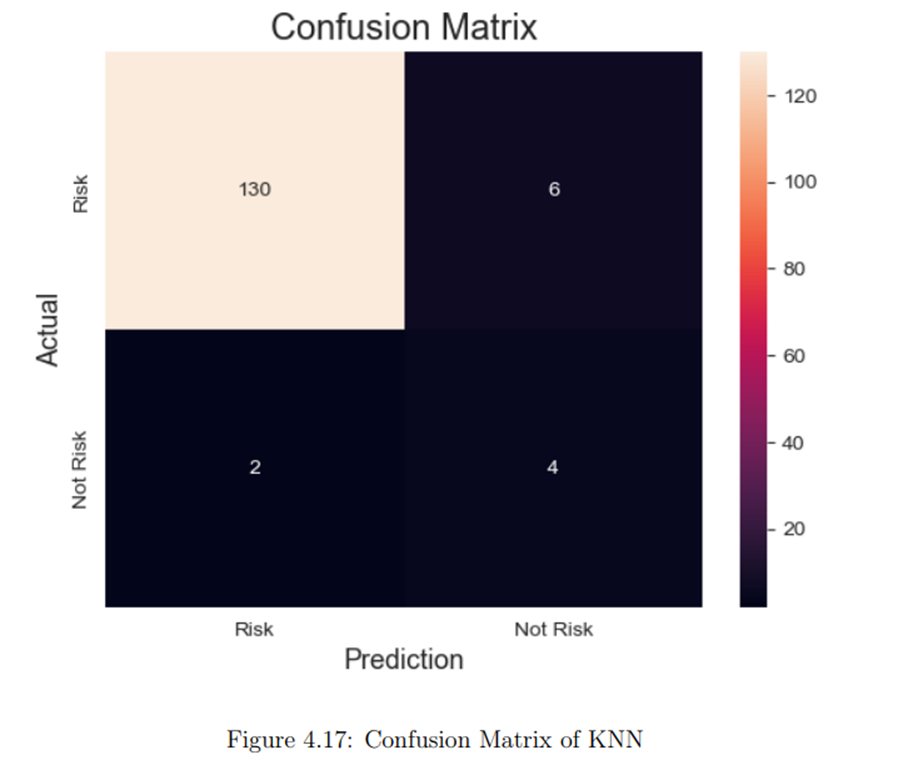 Confusion Matrix
120
Risk
130
6
100
80
Actual
60
Not Risk
2
4
40
20
Risk
Not Risk
Prediction
Figure 4.17: Confusion Matrix of KNN